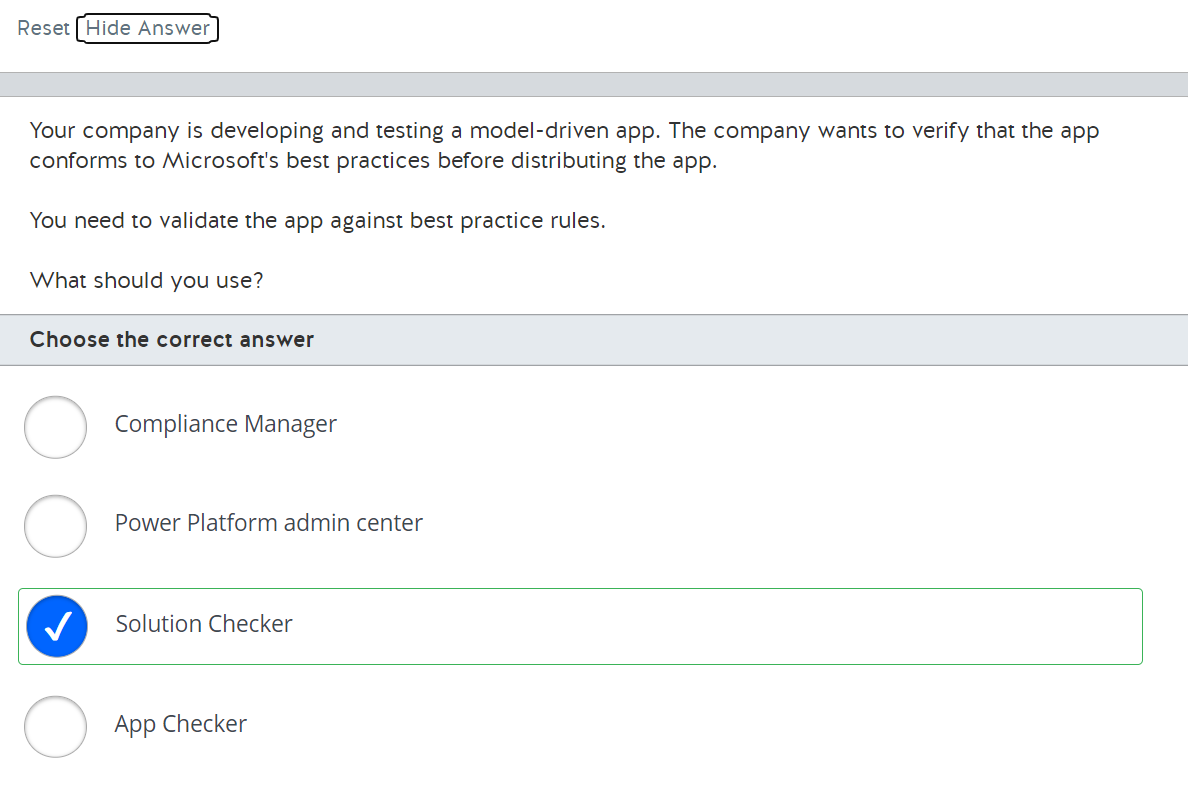 Reset Hide Answer
Your company is developing and testing a model-driven app. The company wants to verify that the app
conforms to Microsoft's best practices before distributing the app.
You need to validate the app against best practice rules.
What should you use?
Choose the correct answer
Compliance Manager
Power Platform admin center
Solution Checker
App Checker